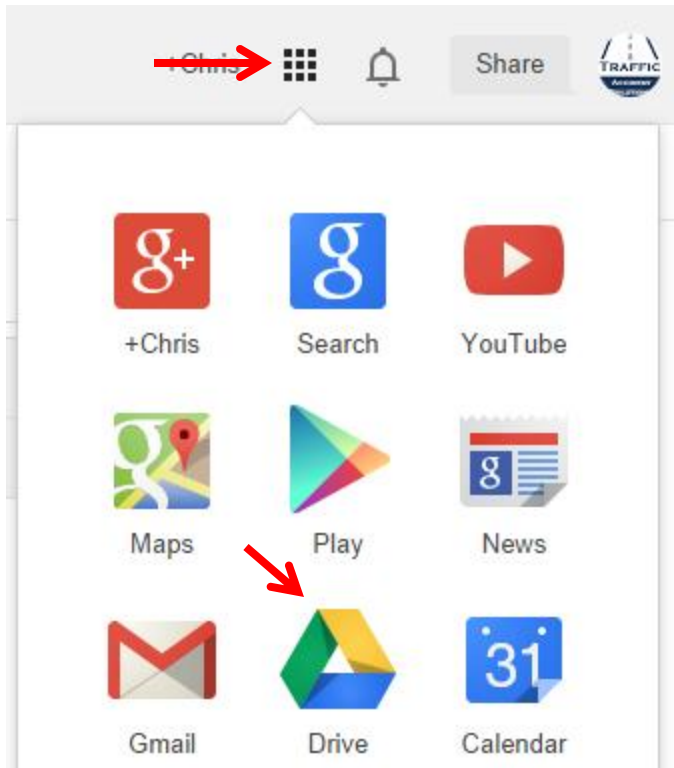 +Chris Share
TRAFFIC
g+ g
+Chris Search YouTube
g g
Maps Play News
31
Gmail Drive Calendar